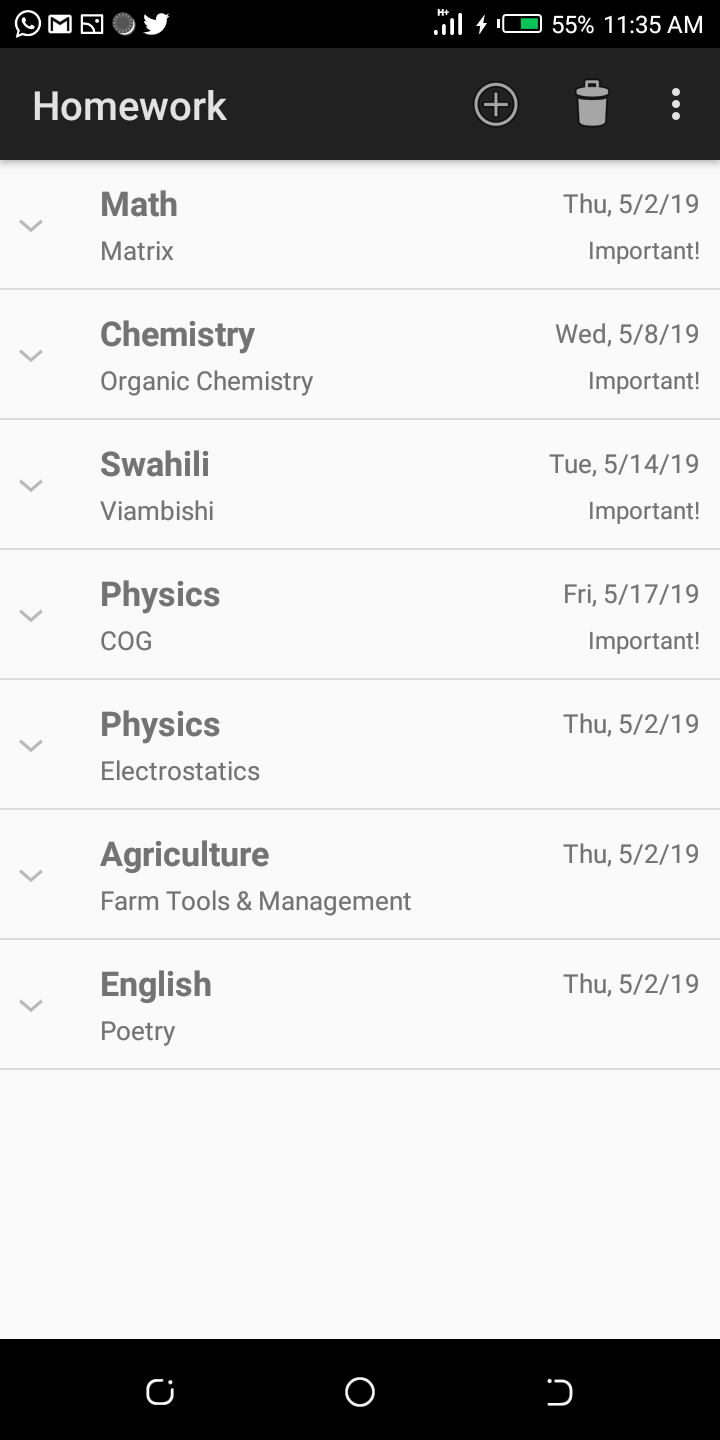 H+ 55% 11:35 AM
Homework
Math Thu, 5/2/19
Matrix Important!
Chemistry Wed, 5/8/19
Organic Chemistry Important!
Swahili Tue, 5/14/19
Viambishi Important!
Physics Fri, 5/17/19
COG Important!
Physics Thu, 5/2/19
Electrostatics
Agriculture Thu, 5/2/19
Farm Tools & Management
English Thu, 5/2/19
Poetry